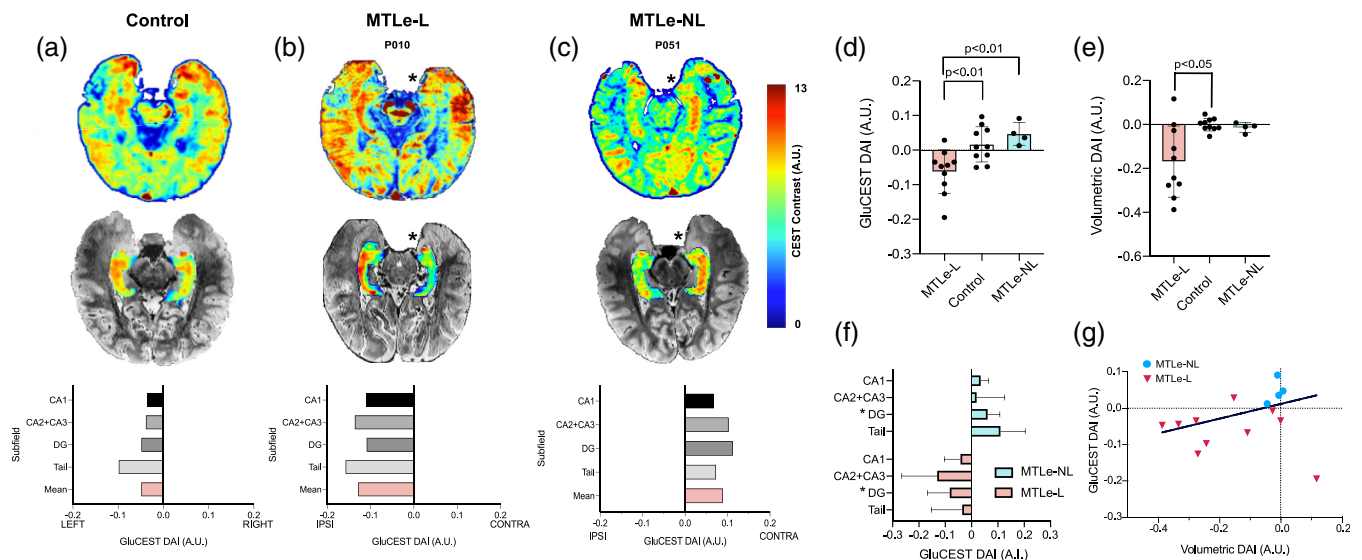 Control
MTLe-L
MTLe-NL
(a)
(b)
P010
(c)
P051
*
*
*
*
13
CEST Contrast (A.U.)
0
Subfield
CA1
CA2+CA3
DG
Tail
Mean
-0.2
-0.1
0.0
0.1
0.2
LEFT
RIGHT
GluCEST DAI (A.U.)
Subfield
CA1
CA2+CA3
DG
Tail
Mean
-0.2
-0.1
0.0
0.1
0.2
IPSI
CONTRA
GluCEST DAI (A.U.)
Subfield
CA1
CA2+CA3
DG
Tail
Mean
-0.2
-0.1
0.0
0.1
0.2
IPSI
CONTRA
GluCEST DAI (A.U.)
(d)
p<0.01
p<0.01
GluCEST DAI (A.U.)
0.2
0.1
0.0
-0.1
-0.2
-0.3
MTLe-L
Control
MTLe-NL
(e)
p<0.05
Volumetric DAI (A.U.)
0.2
0.0
-0.2
-0.4
-0.6
MTLe-L
Control
MTLe-NL
(f)
CA1
CA2+CA3
* DG
Tail
CA1
CA2+CA3
* DG
Tail
MTLe-NL
MTLe-L
-0.3
-0.2
-0.1
0
0.1
0.2
0.3
GluCEST DAI (A.I.)
(g)
MTLe-NL
MTLe-L
GluCEST DAI (A.U.)
0.1
0.0
-0.1
-0.2
-0.3
-0.4
-0.2
0.0
0.2
Volumetric DAI (A.U.)